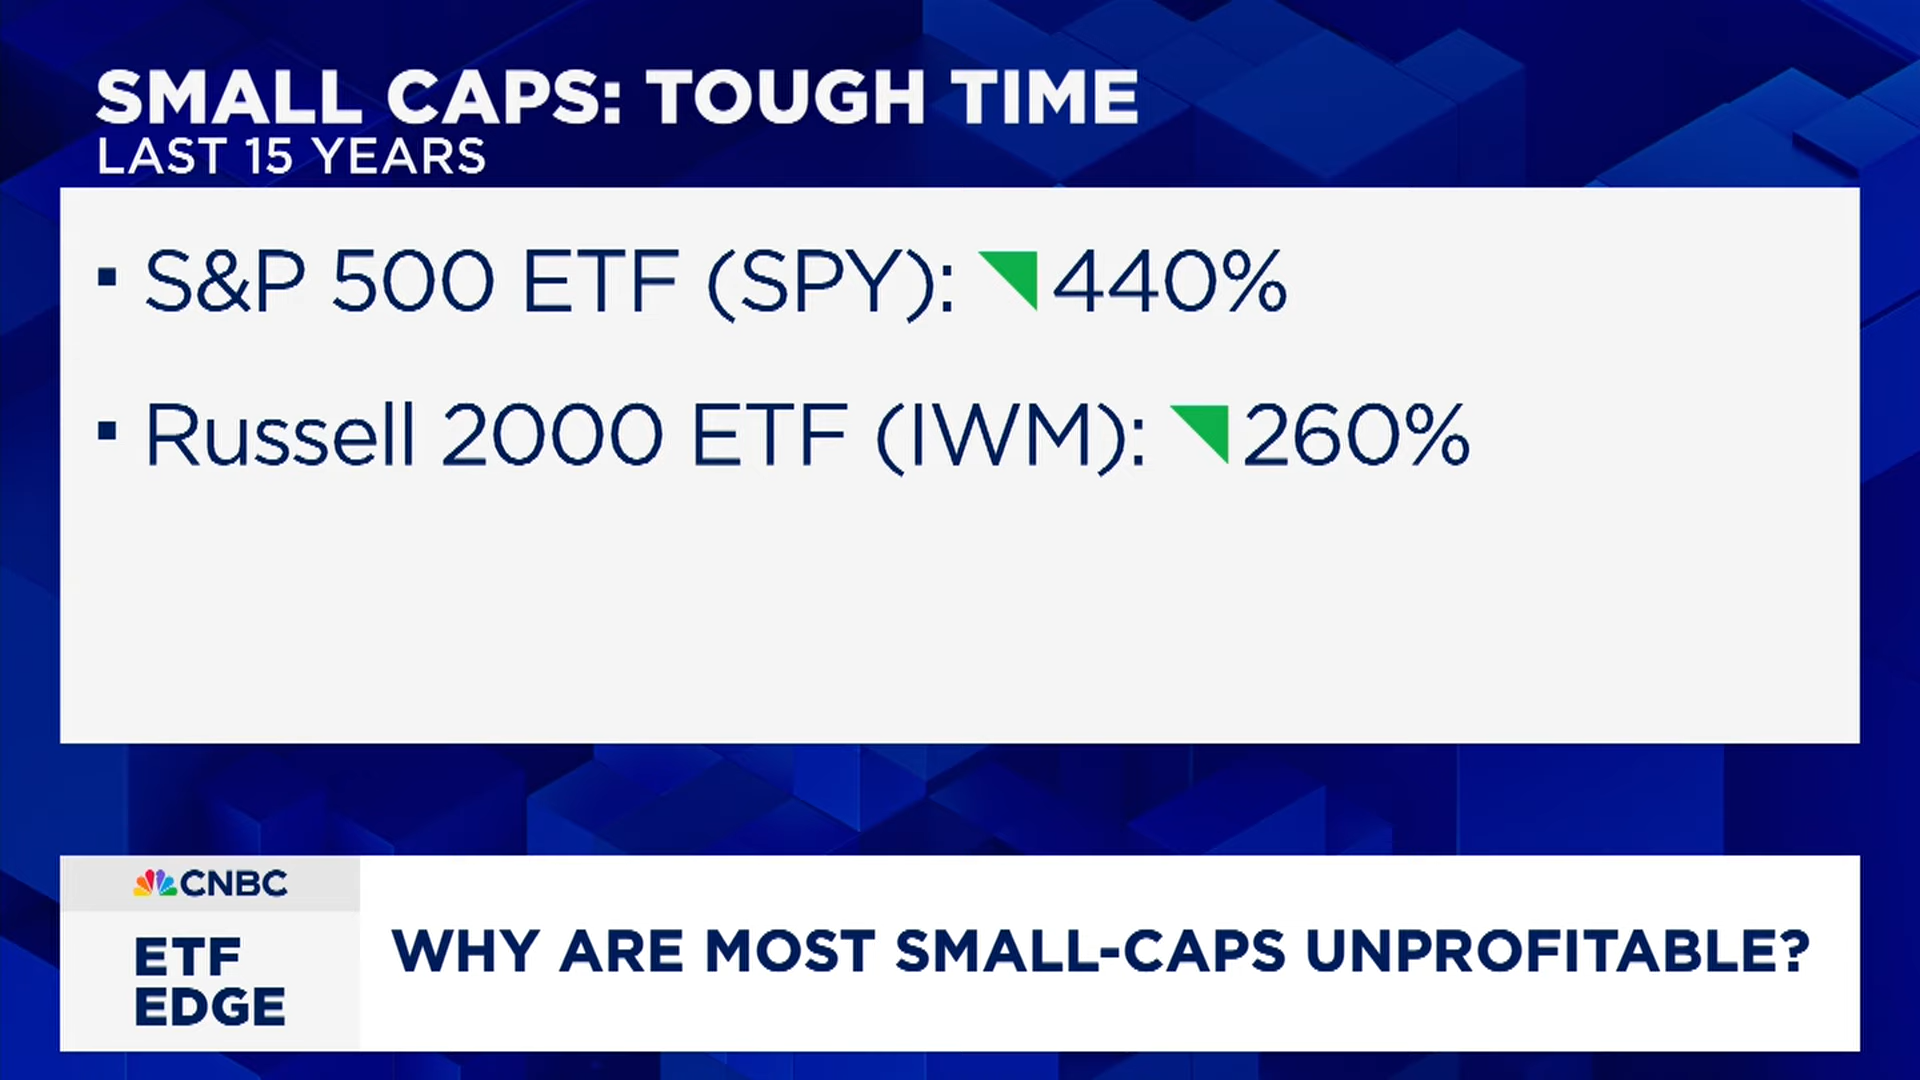 SMALL CAPS: TOUGH TIME
LAST 15 YEARS
▪ S&P 500 ETF (SPY): ◥440%
▪ Russell 2000 ETF (IWM): ◥260%
CNBC
ETF
EDGE
WHY ARE MOST SMALL-CAPS UNPROFITABLE?